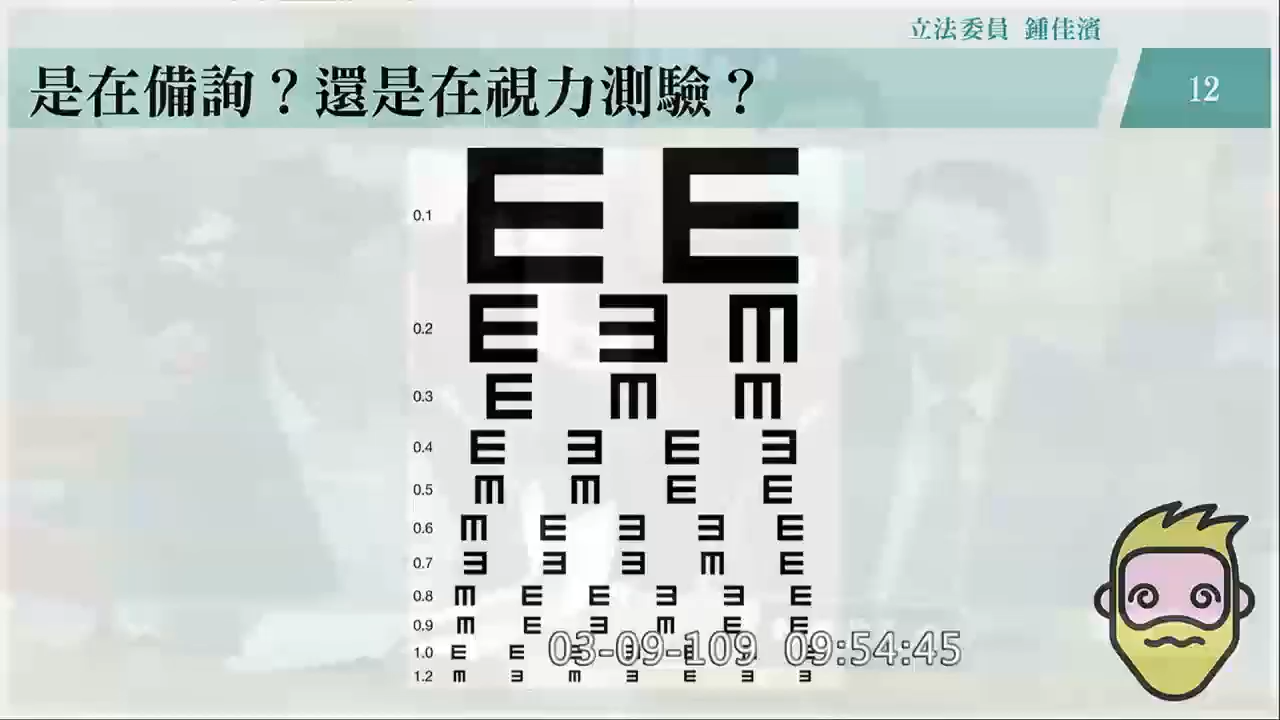 立法委員 鍾佳濱
是在備詢？還是在視力測驗？
12
0.1 E E
0.2 E Ǝ m
0.3 E m m
0.4 E Ǝ E Ǝ
0.5 m m E E
0.6 m E Ǝ Ǝ E
0.7 Ǝ Ǝ Ǝ m E
0.8 m E E Ǝ Ǝ E
0.9 m E Ǝ m E E
1.0 E E
1.2 m Ǝ m Ǝ E Ǝ Ǝ
03-09-109 09:54:45